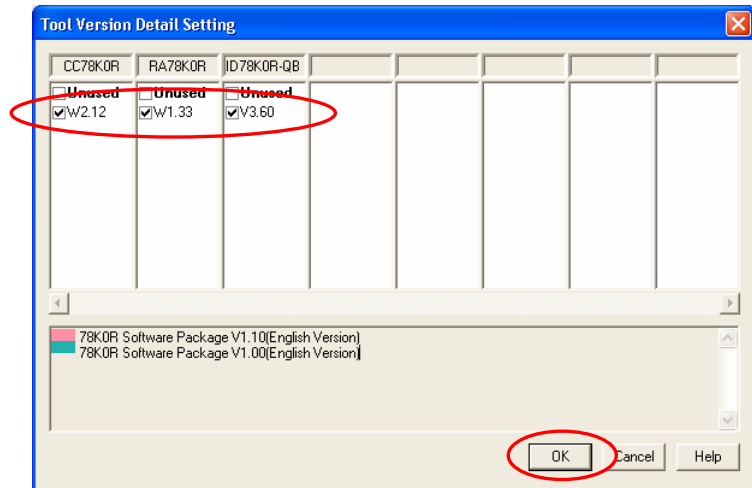 Tool Version Detail Setting
CC78K0R RA78K0R ID78K0R-QB
Unused Unused Unused
W2.12 W1.33 V3.60
78K0R Software Package V1.10(English Version)
78K0R Software Package V1.00(English Version)
OK Cancel Help